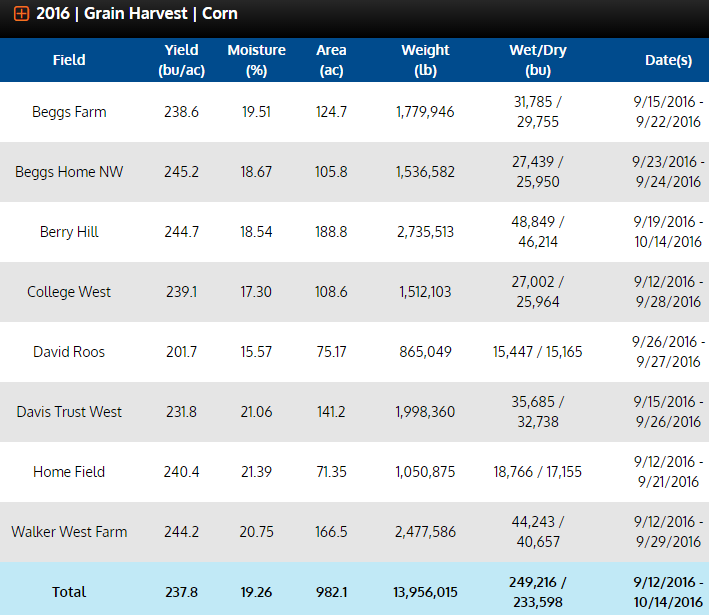 2016 | Grain Harvest | Corn
Field Yield (bu/ac) Moisture (%) Area (ac) Weight (lb) Wet/Dry (bu) Date(s)
Beggs Farm 238.6 19.51 124.7 1,779,946 31,785 / 29,755 9/15/2016 - 9/22/2016
Beggs Home NW 245.2 18.67 105.8 1,536,582 27,439 / 25,950 9/23/2016 - 9/24/2016
Berry Hill 244.7 18.54 188.8 2,735,513 48,849 / 46,214 9/19/2016 - 10/14/2016
College West 239.1 17.30 108.6 1,512,103 27,002 / 25,964 9/12/2016 - 9/28/2016
David Roos 201.7 15.57 75.17 865,049 15,447 / 15,165 9/26/2016 - 9/27/2016
Davis Trust West 231.8 21.06 141.2 1,998,360 35,685 / 32,738 9/15/2016 - 9/26/2016
Home Field 240.4 21.39 71.35 1,050,875 18,766 / 17,155 9/12/2016 - 9/21/2016
Walker West Farm 244.2 20.75 166.5 2,477,586 44,243 / 40,657 9/12/2016 - 9/29/2016
Total 237.8 19.26 982.1 13,956,015 249,216 / 233,598 9/12/2016 - 10/14/2016